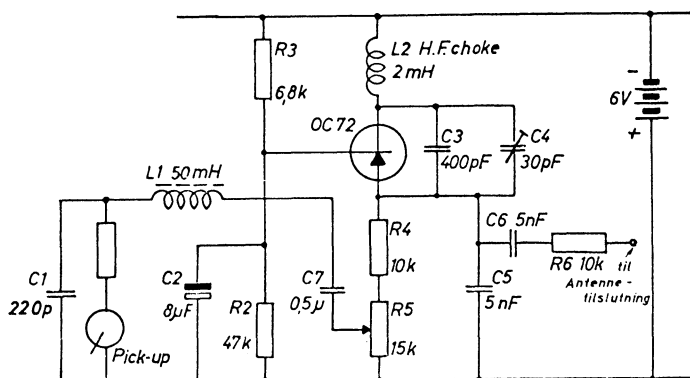 R3
6,8k
L2 H.F. choke
2mH
-
6V
+
OC72
C3
400pF
C4
30pF
L1 50mH
C1
220p
Pick-up
C2
8µF
R2
47k
C7
0,5µ
R4
10k
R5
15k
C6 5nF
C5
5nF
R6 10k
til
Antenne-
tilslutning